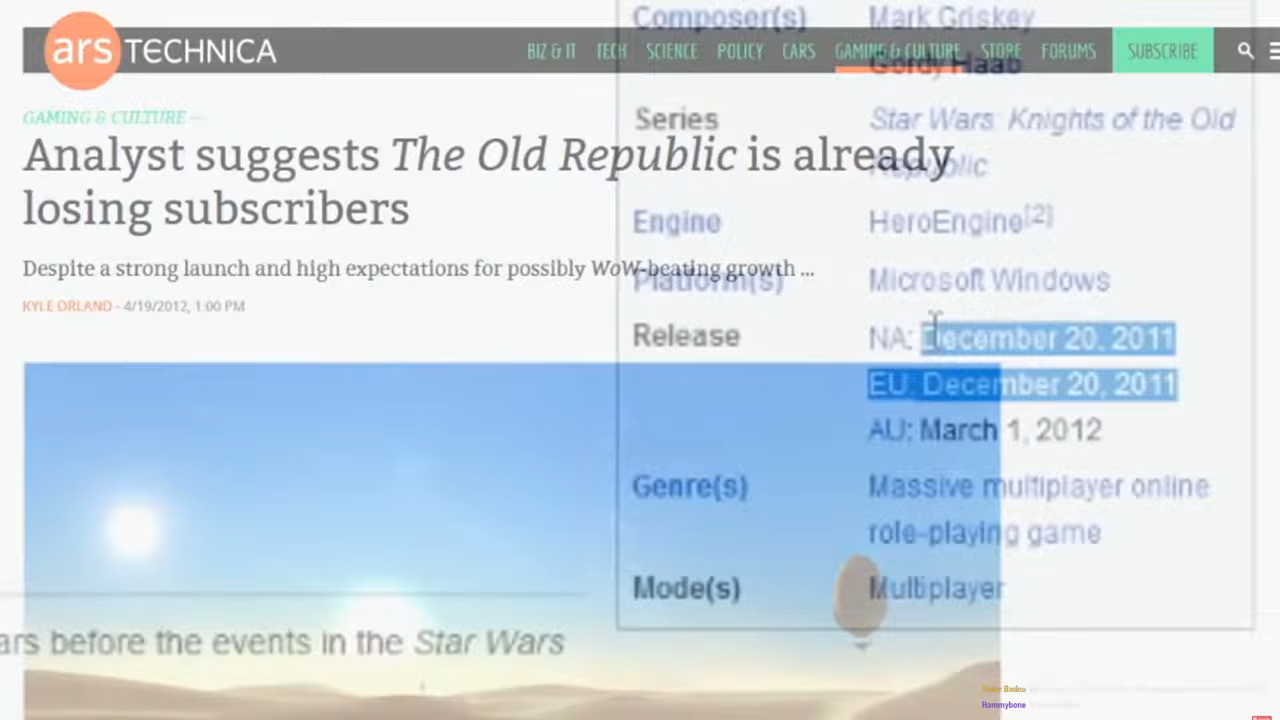 ars TECHNICA BIZ & IT TECH SCIENCE POLICY CARS GAMING & CULTURE STORE FORUMS SUBSCRIBE
GAMING & CULTURE —
Analyst suggests The Old Republic is already
losing subscribers
Despite a strong launch and high expectations for possibly WoW-beating growth ...
KYLE ORLAND - 4/19/2012, 1:00 PM
Composer(s) Mark Griskey
Gordy Haab
Series Star Wars: Knights of the Old
Republic
Engine HeroEngine[2]
Platform(s) Microsoft Windows
Release NA: December 20, 2011
EU: December 20, 2011
AU: March 1, 2012
Genre(s) Massive multiplayer online
role-playing game
Mode(s) Multiplayer
ars before the events in the Star Wars
Hammybone